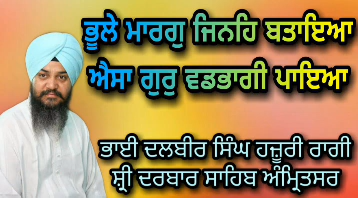 ਭੂਲੇ ਮਾਰਗੁ ਜਿਨਹਿ ਬਤਾਇਆ
ਐਸਾ ਗੁਰੁ ਵਡਭਾਗੀ ਪਾਇਆ
ਭਾਈ ਦਲਬੀਰ ਸਿੰਘ ਹਜ਼ੂਰੀ ਰਾਗੀ
ਸ਼੍ਰੀ ਦਰਬਾਰ ਸਾਹਿਬ ਅੰਮ੍ਰਿਤਸਰ